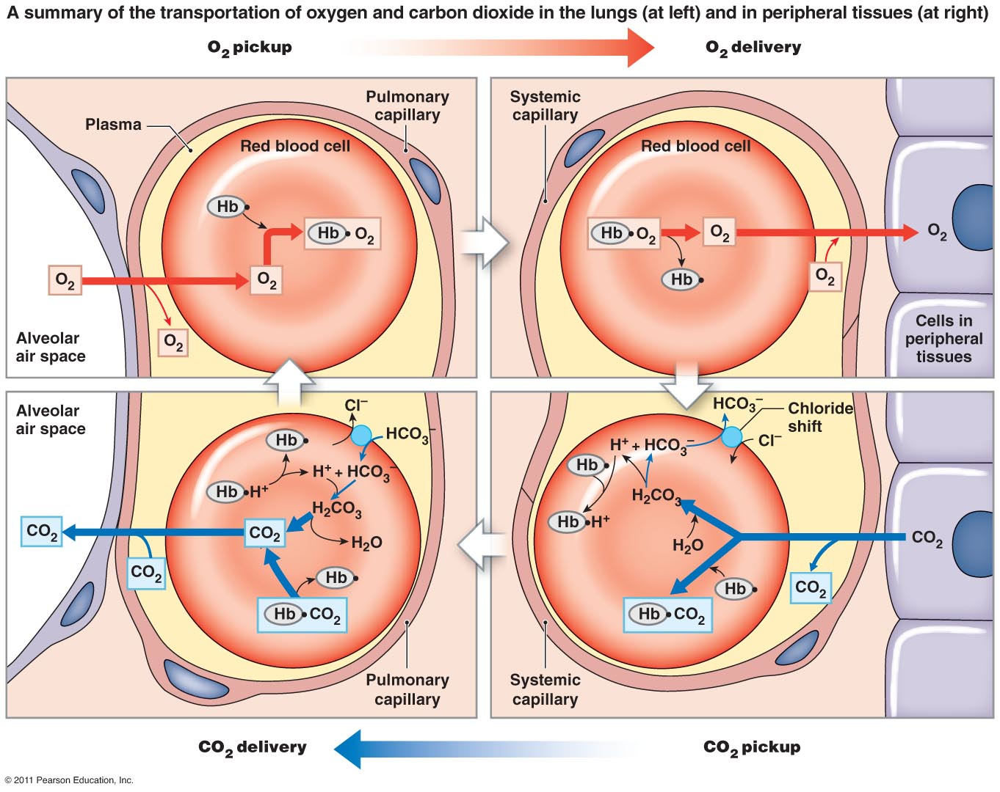 A summary of the transportation of oxygen and carbon dioxide in the lungs (at left) and in peripheral tissues (at right)
O₂ pickup
O₂ delivery
Plasma
Pulmonary
capillary
Red blood cell
Hb
Hb O₂
O₂
O₂
O₂
Alveolar
air space
Systemic
capillary
Red blood cell
Hb O₂
O₂
O₂
Hb
O₂
Cells in
peripheral
tissues
Alveolar
air space
Cl⁻
HCO₃⁻
Hb
H⁺ + HCO₃⁻
Hb H⁺
H₂CO₃
CO₂
CO₂
H₂O
CO₂
Hb
Hb CO₂
Pulmonary
capillary
HCO₃⁻
Chloride
shift
Cl⁻
H⁺ + HCO₃⁻
Hb
H₂CO₃
Hb H⁺
H₂O
CO₂
Hb
CO₂
Hb CO₂
Systemic
capillary
CO₂ delivery
CO₂ pickup
© 2011 Pearson Education, Inc.